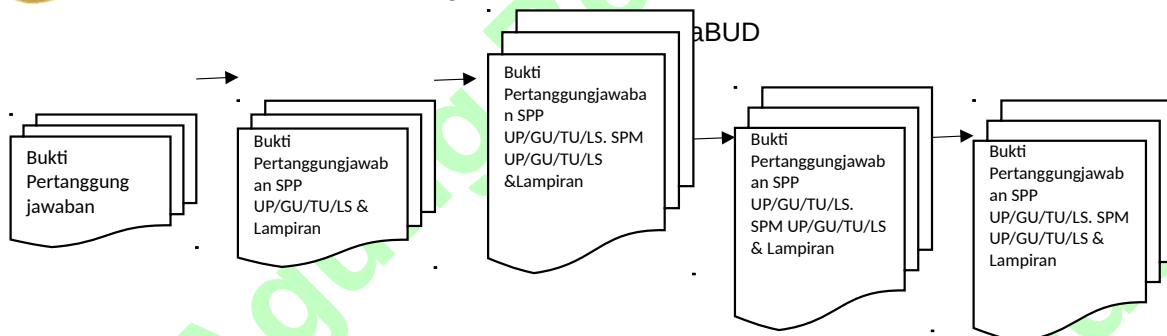 aBUD
Bukti
Pertanggung
jawaban
Bukti
Pertanggungjawab
an SPP
UP/GU/TU/LS &
Lampiran
Bukti
Pertanggungjawaba
n SPP
UP/GU/TU/LS. SPM
UP/GU/TU/LS
&Lampiran
Bukti
Pertanggungjawab
an SPP
UP/GU/TU/LS.
SPM UP/GU/TU/LS
& Lampiran
Bukti
Pertanggungjawab
an SPP
UP/GU/TU/LS. SPM
UP/GU/TU/LS &
Lampiran